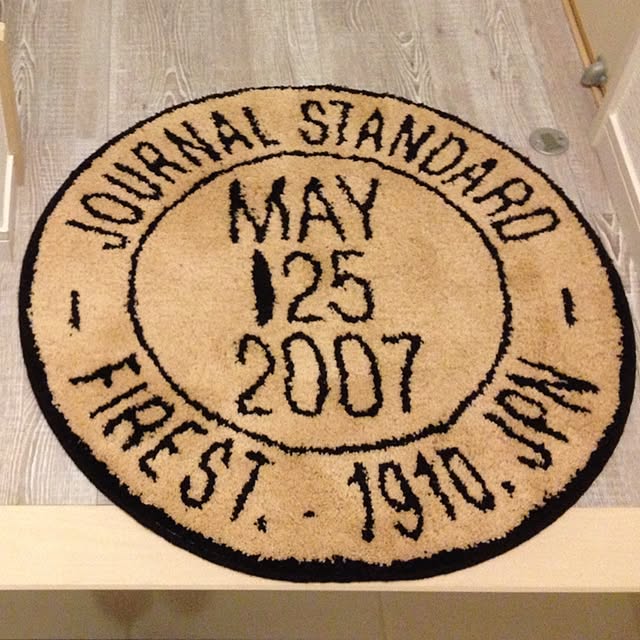 JOURNAL STANDARD
MAY
25
2007
FIREST. - 1910. JPN